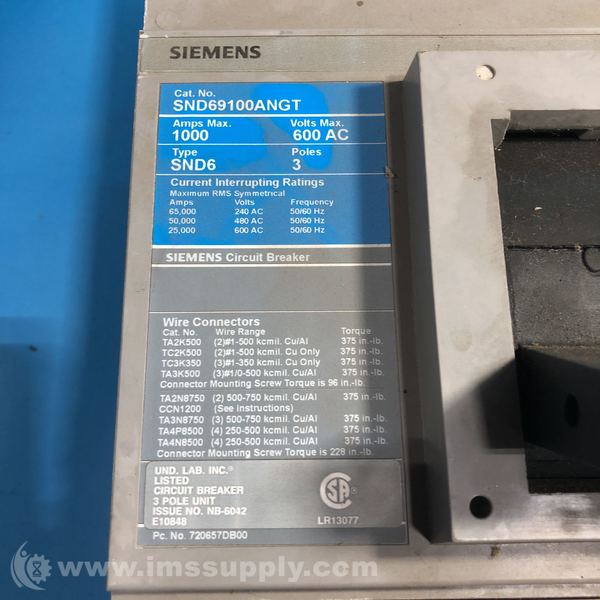 SIEMENS
Cat. No.
SND69100ANGT
Amps Max. Volts Max.
1000 600 AC
Type Poles
SND6 3
Current Interrupting Ratings
Maximum RMS Symmetrical
Amps Volts Frequency
65,000 240 AC 50/60 Hz
50,000 480 AC 50/60 Hz
25,000 600 AC 50/60 Hz
SIEMENS Circuit Breaker
Wire Connectors
Cat. No. Wire Range Torque
TA2K500 (2)#1-500 kcmil. Cu/Al 375 in.-lb.
TC2K500 (2)#1-500 kcmil. Cu Only 375 in.-lb.
TC3K350 (3)#1-350 kcmil. Cu Only 375 in.-lb.
TA3K500 (3)#1/0-500 kcmil. Cu/Al 375 in.-lb.
Connector Mounting Screw Torque is 96 in.-lb.
TA2N8750 (2) 500-750 kcmil. Cu/Al 375 in.-lb.
CCN1200 (See Instructions)
TA3N8750 (3) 500-750 kcmil. Cu/Al 375 in.-lb.
TA4P8500 (4) 250-500 kcmil. Cu/Al 375 in.-lb.
TA4N8500 (4) 250-500 kcmil. Cu/Al 375 in.-lb.
Connector Mounting Screw Torque is 228 in.-lb.
UND. LAB. INC.®
LISTED
CIRCUIT BREAKER
3 POLE UNIT
ISSUE NO. NB-6042
E10848
SA
LR13077
Pc. No. 720657DB00
www.imssupply.com